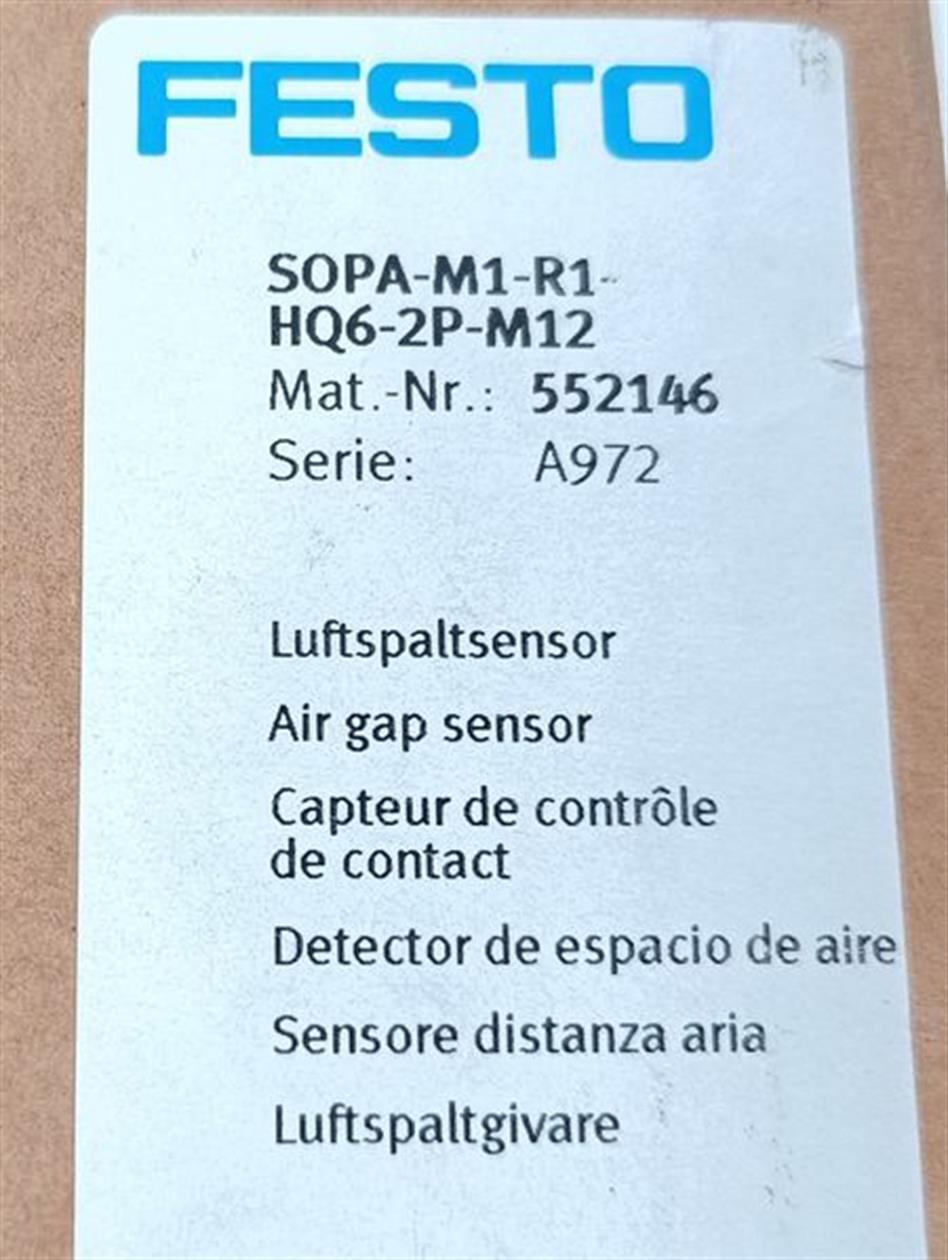 FESTO
SOPA-M1-R1-
HQ6-2P-M12
Mat.-Nr.: 552146
Serie: A972
Luftspaltsensor
Air gap sensor
Capteur de contrôle
de contact
Detector de espacio de aire
Sensore distanza aria
Luftspaltgivare